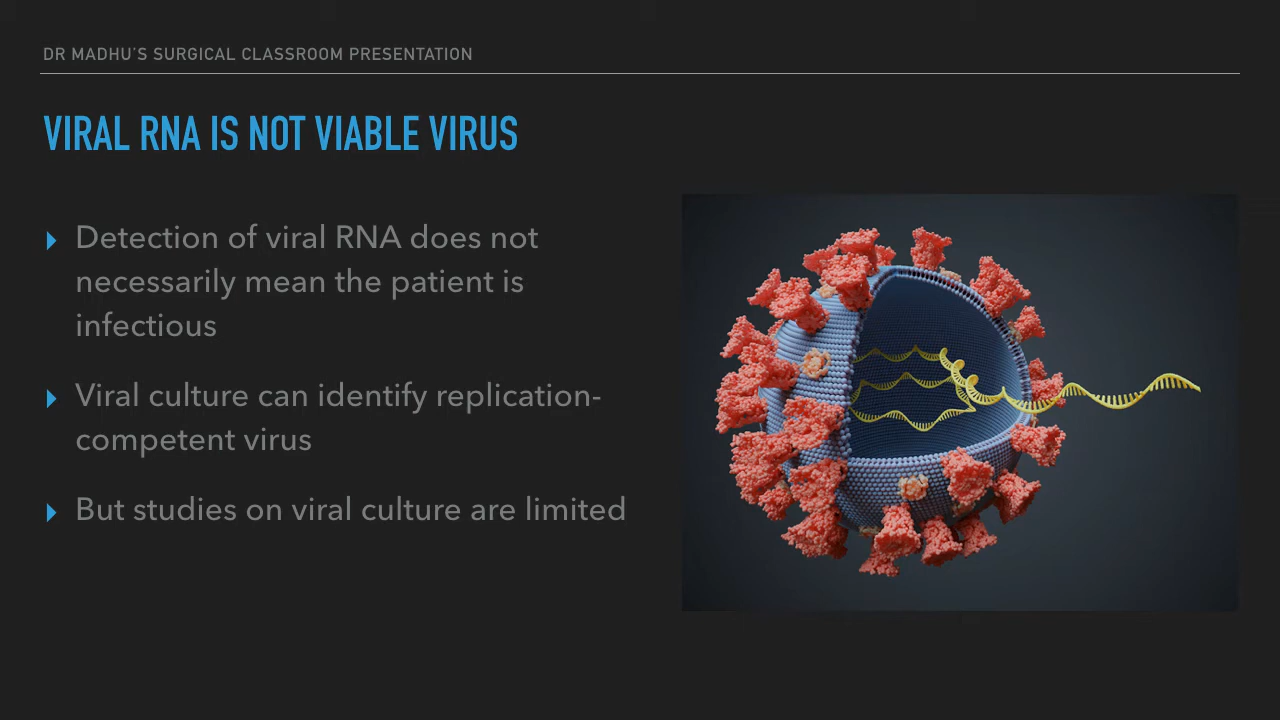 DR MADHU'S SURGICAL CLASSROOM PRESENTATION
VIRAL RNA IS NOT VIABLE VIRUS
Detection of viral RNA does not
necessarily mean the patient is
infectious
Viral culture can identify replication-
competent virus
But studies on viral culture are limited